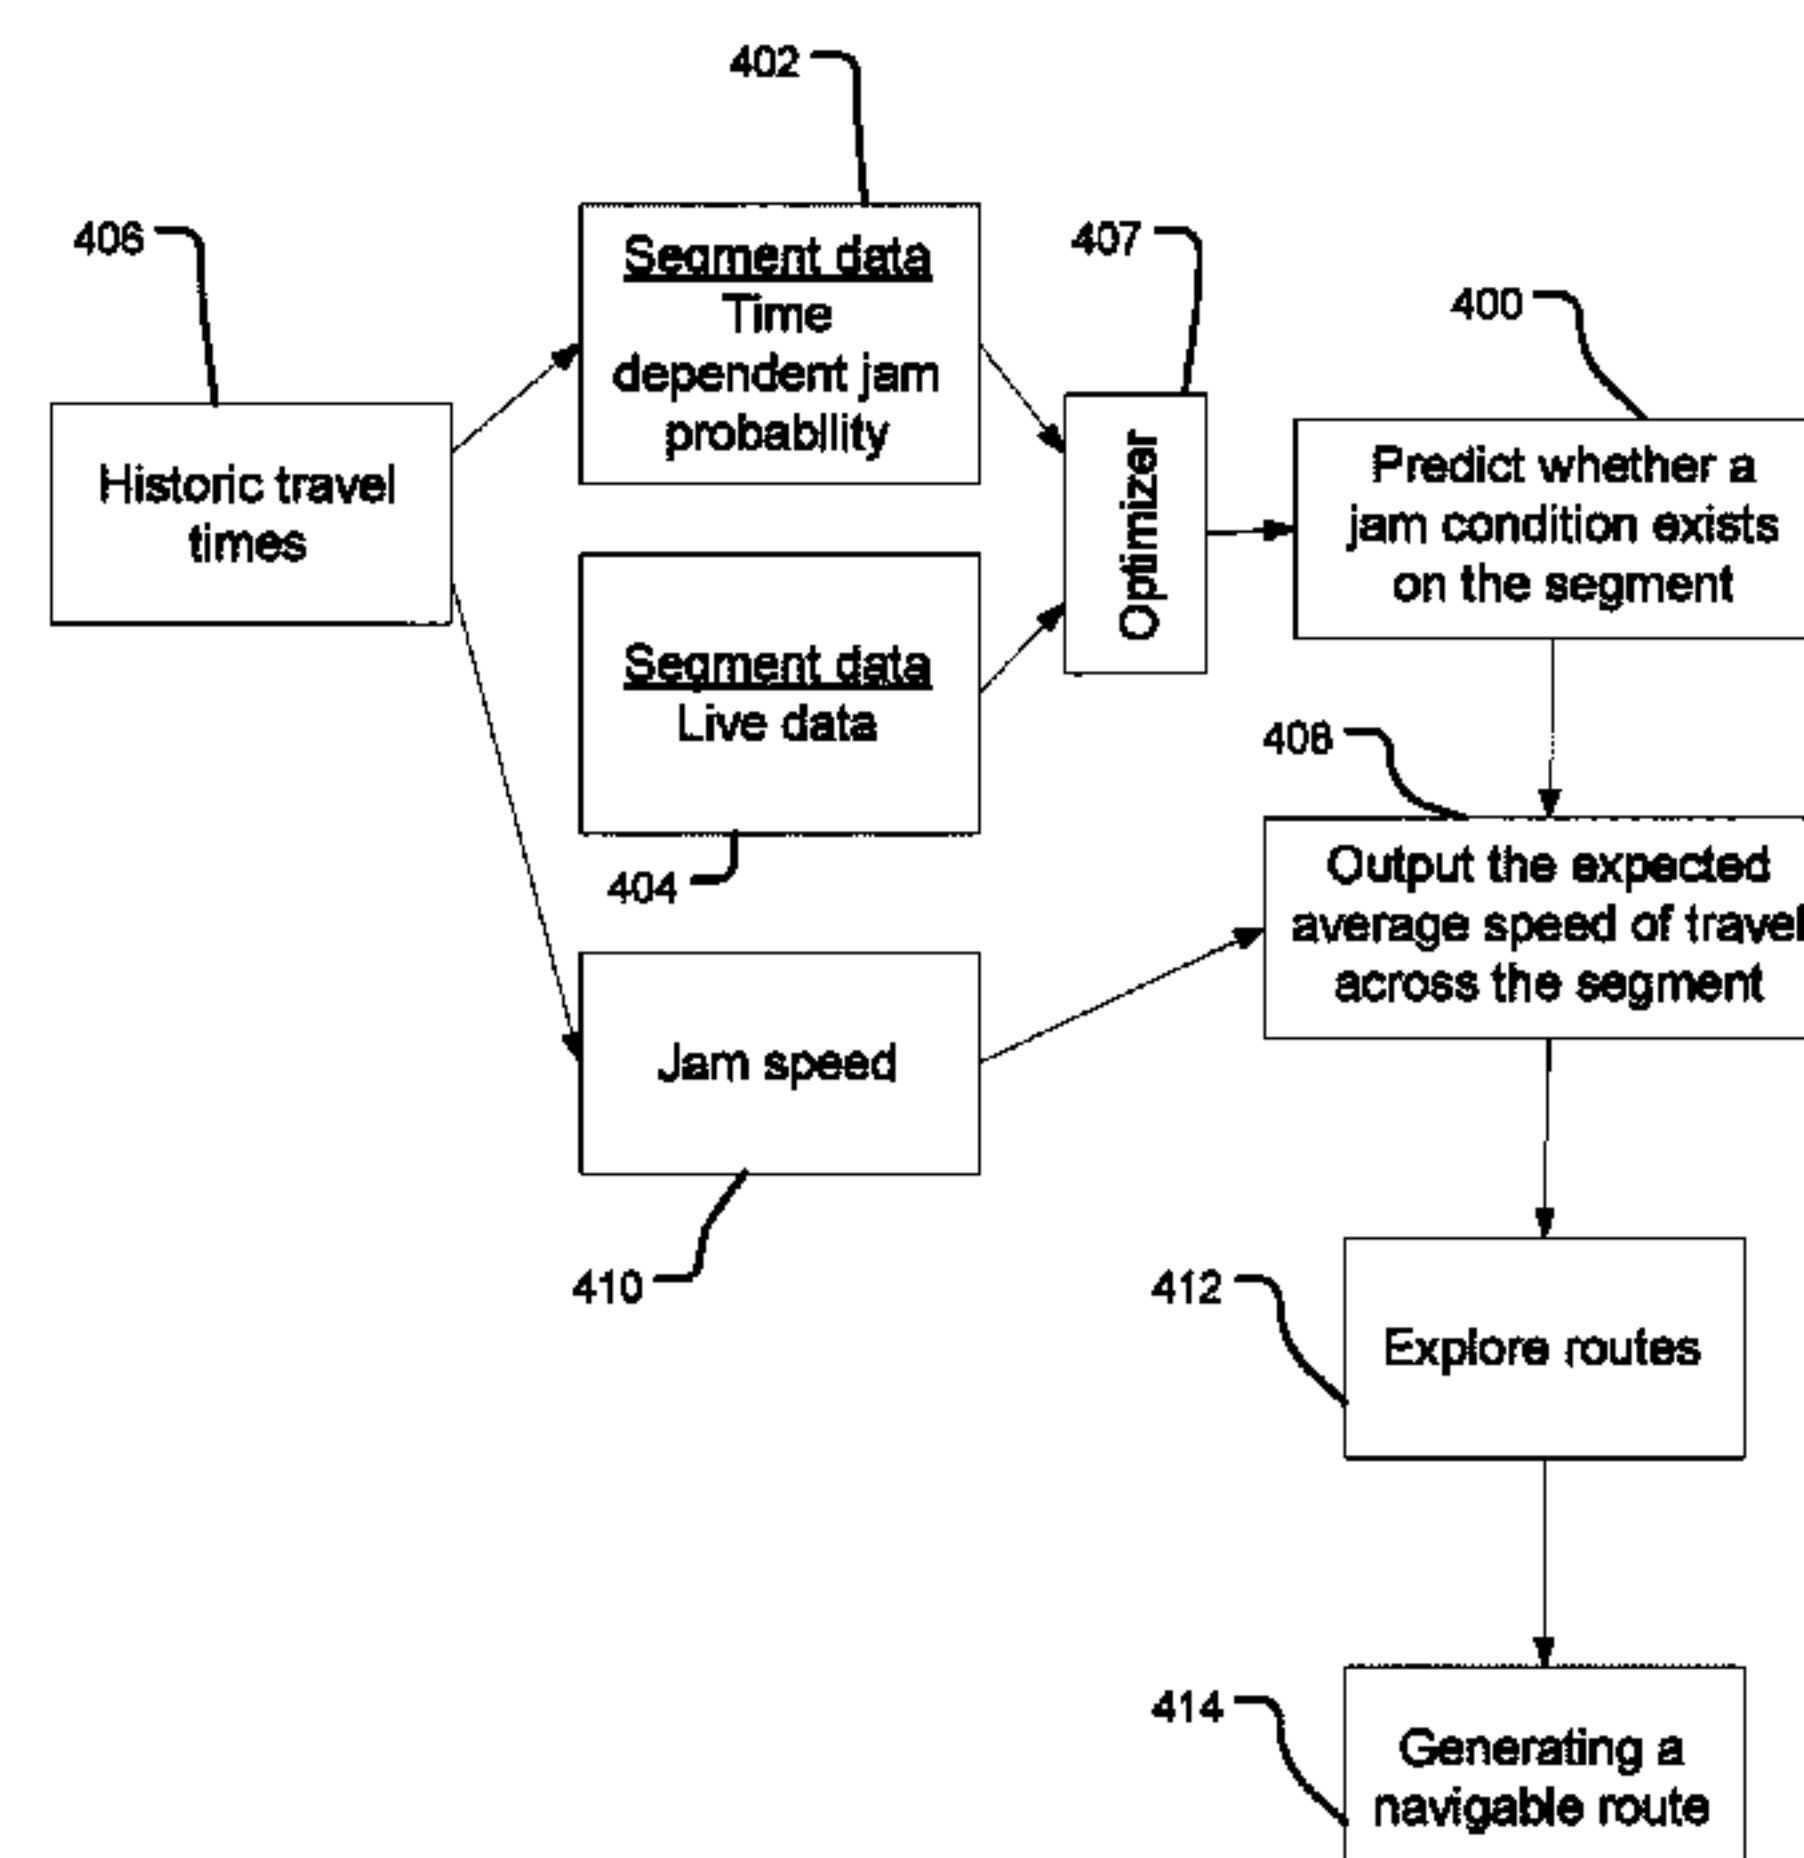 402
406
Segment data
Time
dependent jam
probability
407
400
Historic travel
times
Optimizer
Predict whether a
jam condition exists
on the segment
Segment data
Live data
404
408
Output the expected
average speed of travel
across the segment
Jam speed
410
412
Explore routes
414
Generating a
navigable route